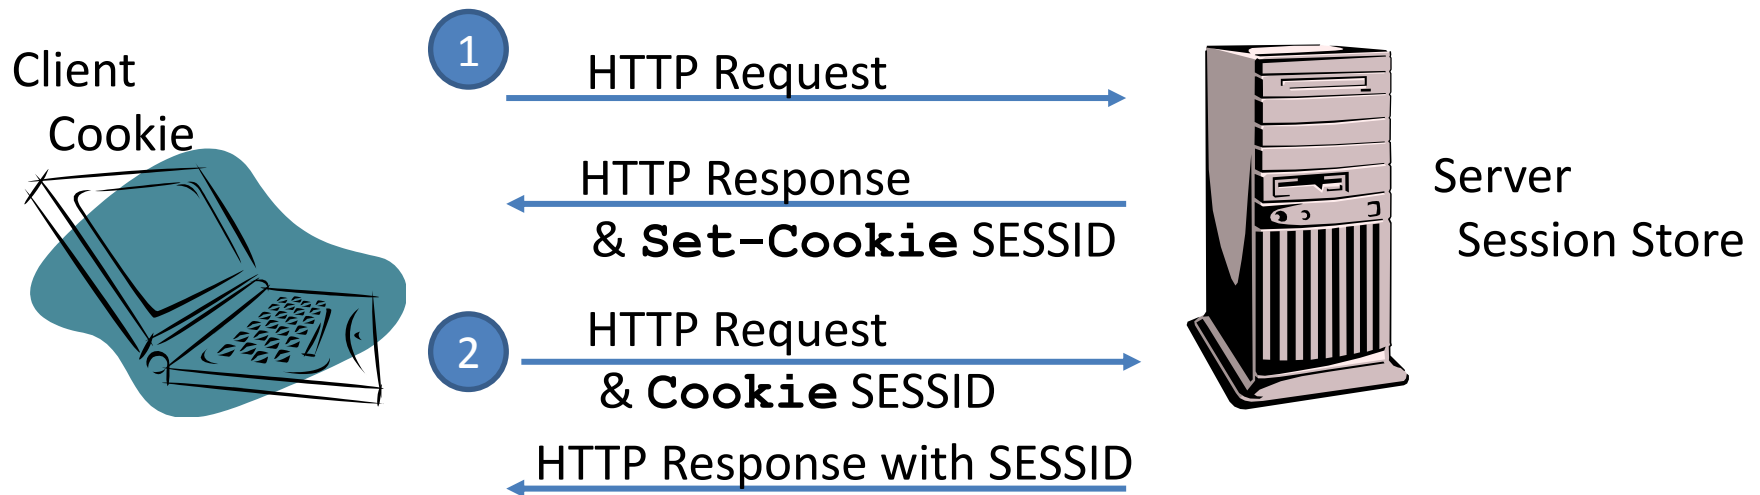 Client
Cookie
1
HTTP Request
HTTP Response
& Set-Cookie SESSID
Server
Session Store
2
HTTP Request
& Cookie SESSID
HTTP Response with SESSID